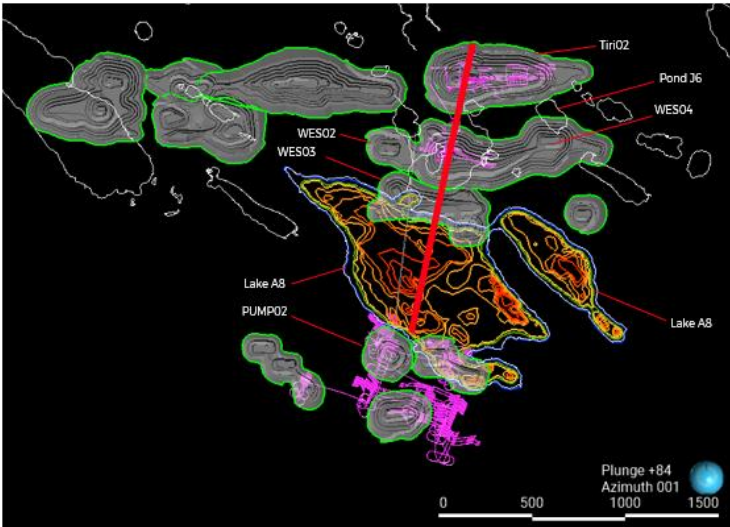 Tiri02
Pond J6
WES04
WES02
WES03
Lake A8
Lake A8
PUMP02
Plunge +84
Azimuth 001
0 500 1000 1500